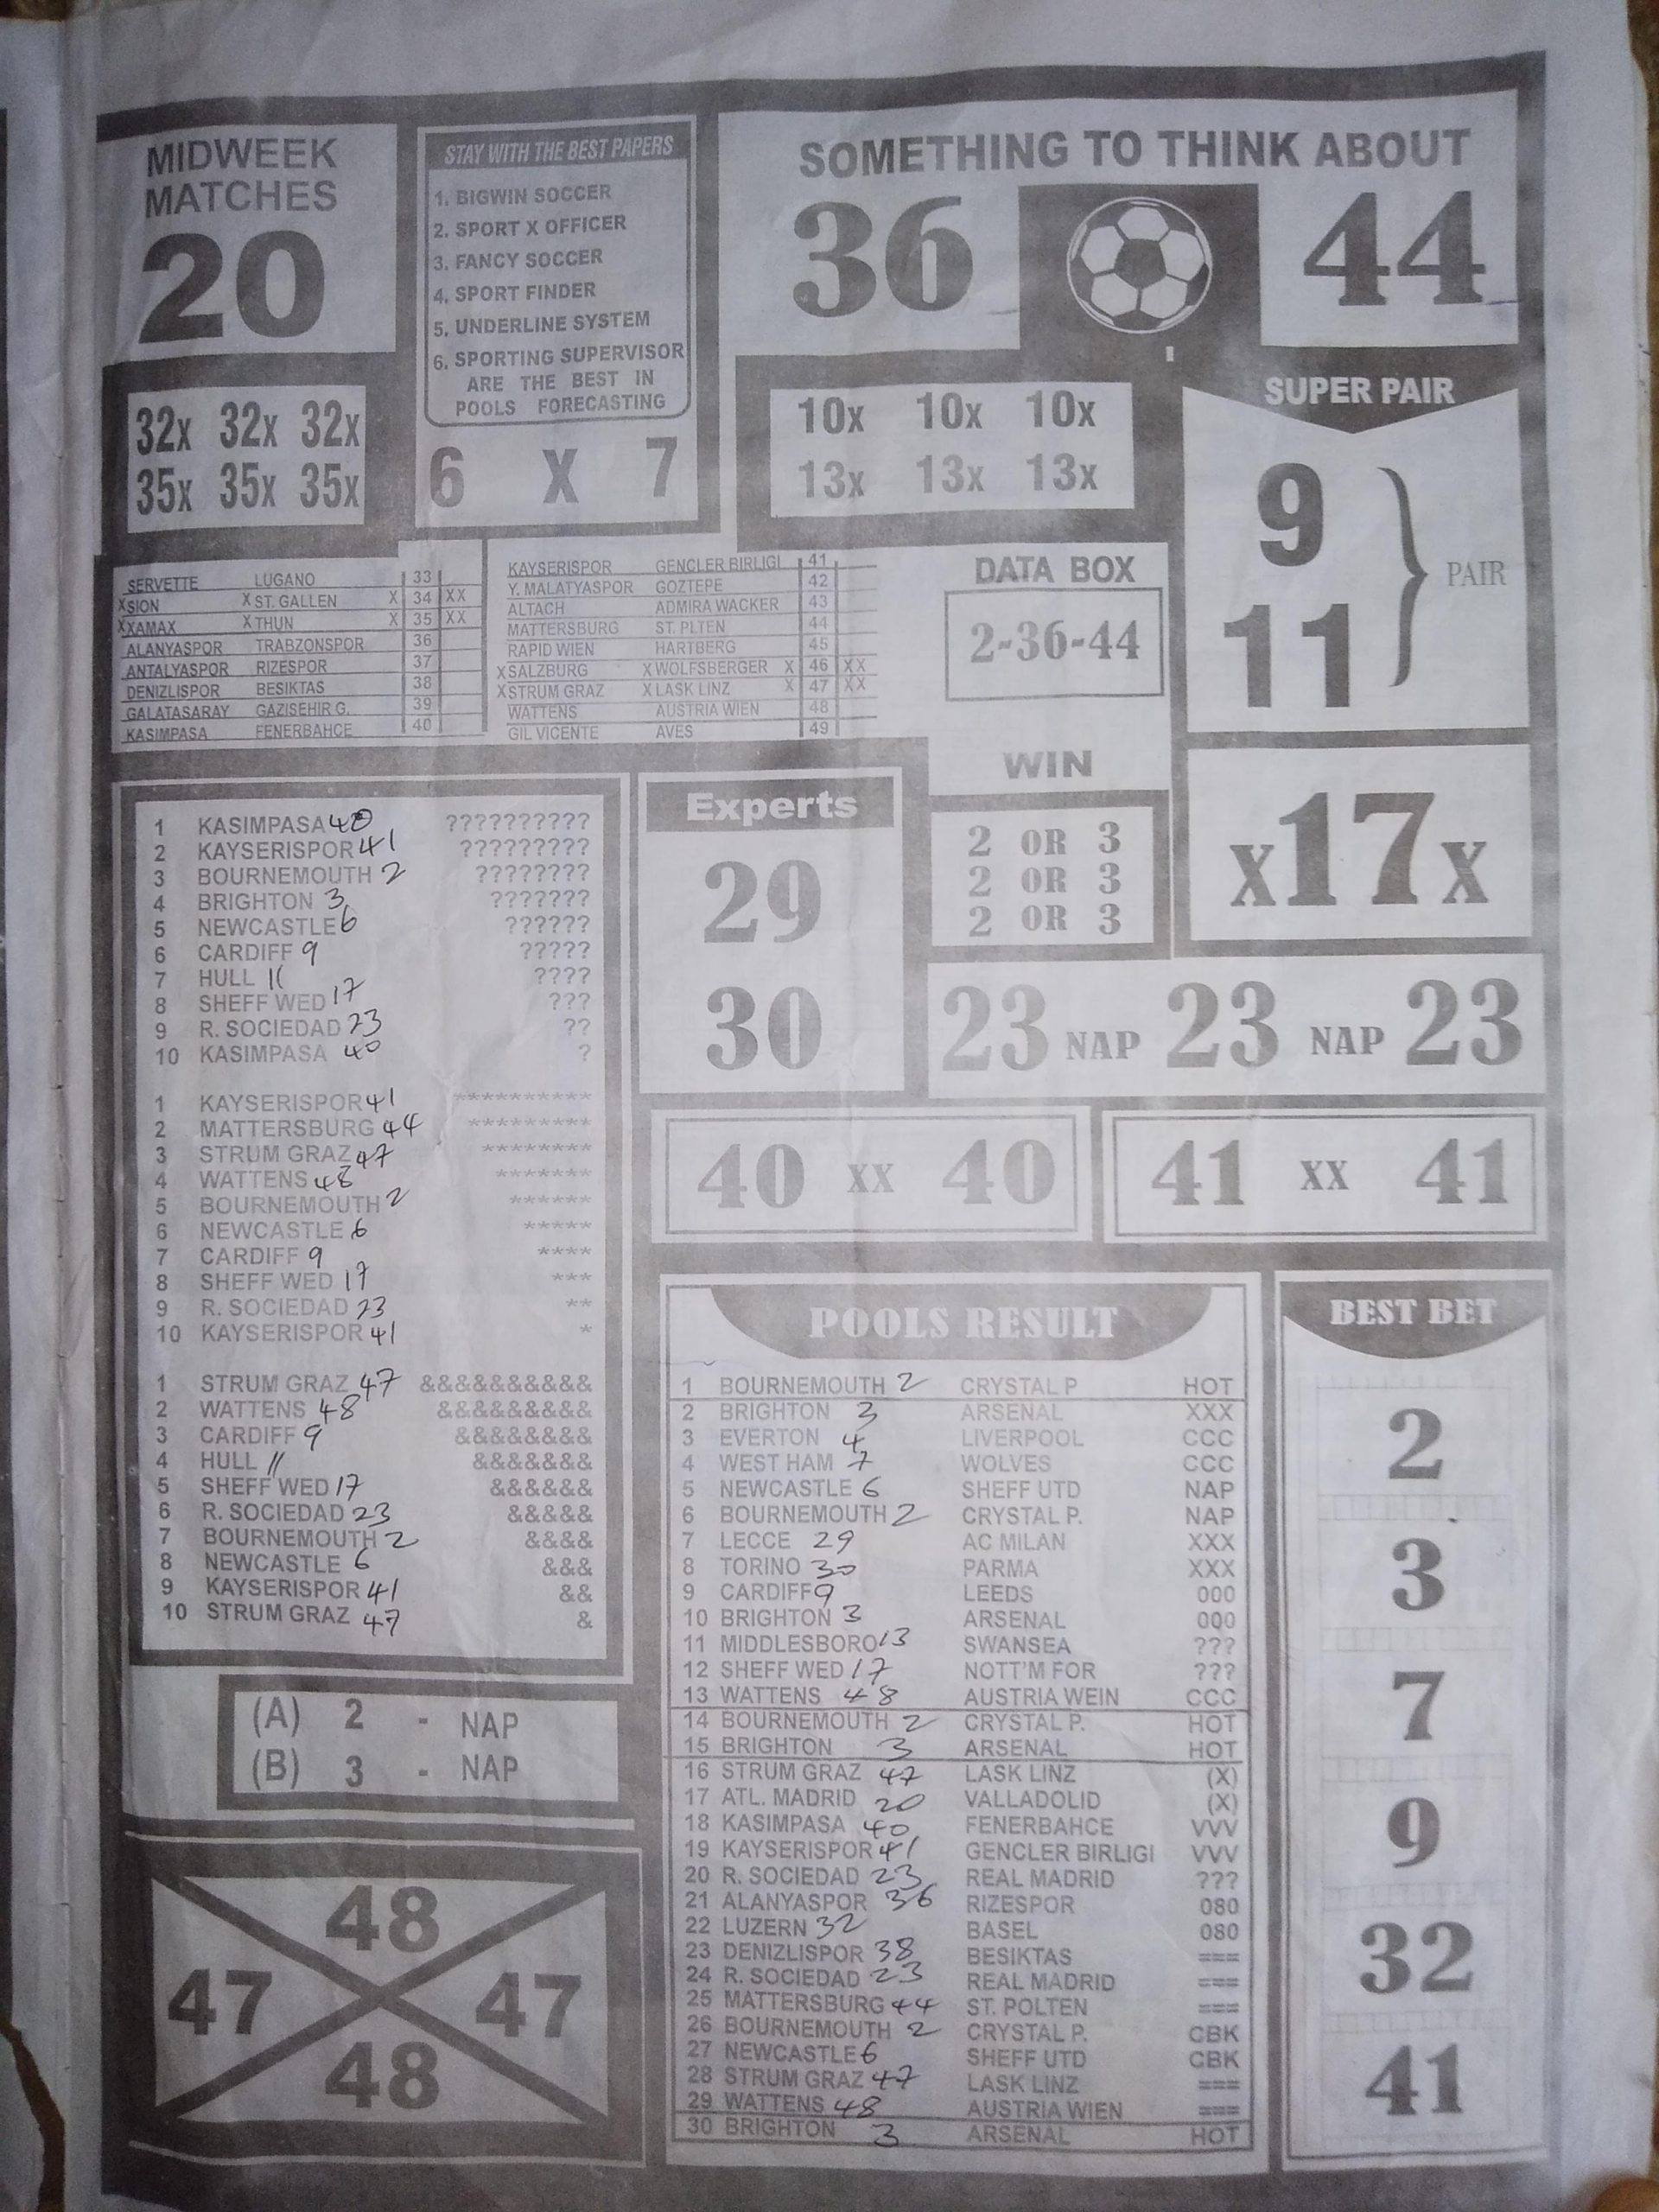 MIDWEEK
MATCHES
20
STAY WITH THE BEST PAPERS
1. BIGWIN SOCCER
2. SPORT X OFFICER
3. FANCY SOCCER
4. SPORT FINDER
5. UNDERLINE SYSTEM
6. SPORTING SUPERVISOR
ARE THE BEST IN
POOLS FORECASTING
6 X 7
SOMETHING TO THINK ABOUT
36 44
32x 32x 32x
35x 35x 35x
10x 10x 10x
13x 13x 13x
SUPER PAIR
9
11
PAIR
SERVETTE LUGANO 33
XSION X ST. GALLEN X 34 XX
XXAMAX X THUN X 35 XX
ALANYASPOR TRABZONSPOR 36
ANTALYASPOR RIZESPOR 37
DENIZLISPOR BESIKTAS 38
GALATASARAY GAZISEHIR G. 39
KASIMPASA FENERBAHCE 40
KAYSERISPOR GENCLER BIRLIGI 41
Y. MALATYASPOR GOZTEPE 42
ALTACH ADMIRA WACKER 43
MATTERSBURG ST. PLTEN 44
RAPID WIEN HARTBERG 45
XSALZBURG XWOLFSBERGER X 46 XX
XSTRUM GRAZ X LASK LINZ X 47 XX
WATTENS AUSTRIA WIEN 48
GIL VICENTE AVES 49
DATA BOX
2-36-44
WIN
2 OR 3
2 OR 3
2 OR 3
X17X
Experts
29
30
23 NAP 23 NAP 23
40 XX 40
41 XX 41
1 KASIMPASA 40 ??????????
2 KAYSERISPOR 41 ?????????
3 BOURNEMOUTH 2 ????????
4 BRIGHTON 3 ???????
5 NEWCASTLE 6 ??????
6 CARDIFF 9 ?????
7 HULL 11 ????
8 SHEFF WED 17 ???
9 R. SOCIEDAD 23 ??
10 KASIMPASA 40 ?
1 KAYSERISPOR 41 **********
2 MATTERSBURG 44 *********
3 STRUM GRAZ 47 ********
4 WATTENS 48 *******
5 BOURNEMOUTH 2 ******
6 NEWCASTLE 6 *****
7 CARDIFF 9 ****
8 SHEFF WED 17 ***
9 R. SOCIEDAD 23 **
10 KAYSERISPOR 41 *
1 STRUM GRAZ 47 &&&&&&&&&&
2 WATTENS 48 &&&&&&&&&
3 CARDIFF 9 &&&&&&&&
4 HULL 11 &&&&&&&
5 SHEFF WED 17 &&&&&&
6 R. SOCIEDAD 23 &&&&&
7 BOURNEMOUTH 2 &&&&
8 NEWCASTLE 6 &&&
9 KAYSERISPOR 41 &&
10 STRUM GRAZ 47 &
(A) 2 - NAP
(B) 3 - NAP
48
47 47
48
POOLS RESULT
1 BOURNEMOUTH 2 CRYSTAL P HOT
2 BRIGHTON 3 ARSENAL XXX
3 EVERTON 4 LIVERPOOL CCC
4 WEST HAM 7 WOLVES CCC
5 NEWCASTLE 6 SHEFF UTD NAP
6 BOURNEMOUTH 2 CRYSTAL P. NAP
7 LECCE 29 AC MILAN XXX
8 TORINO 30 PARMA XXX
9 CARDIFF 9 LEEDS 000
10 BRIGHTON 3 ARSENAL 000
11 MIDDLESBORO 13 SWANSEA ???
12 SHEFF WED 17 NOTT'M FOR ???
13 WATTENS 48 AUSTRIA WEIN CCC
14 BOURNEMOUTH 2 CRYSTAL P. HOT
15 BRIGHTON 3 ARSENAL HOT
16 STRUM GRAZ 47 LASK LINZ (X)
17 ATL. MADRID 20 VALLADOLID (X)
18 KASIMPASA 40 FENERBAHCE VVV
19 KAYSERISPOR 41 GENCLER BIRLIGI VVV
20 R. SOCIEDAD 23 REAL MADRID ???
21 ALANYASPOR 36 RIZESPOR 080
22 LUZERN 32 BASEL 080
23 DENIZLISPOR 38 BESIKTAS ===
24 R. SOCIEDAD 23 REAL MADRID ===
25 MATTERSBURG 44 ST. POLTEN ===
26 BOURNEMOUTH 2 CRYSTAL P. CBK
27 NEWCASTLE 6 SHEFF UTD CBK
28 STRUM GRAZ 47 LASK LINZ ===
29 WATTENS 48 AUSTRIA WIEN ===
30 BRIGHTON 3 ARSENAL HOT
BEST BET
2
3
7
9
32
41